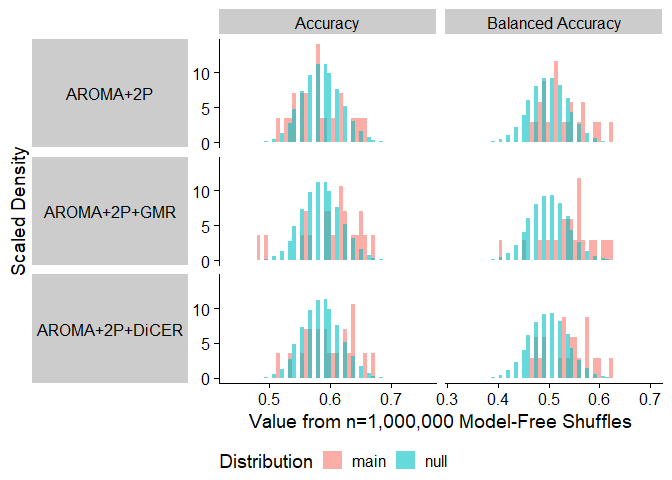 Accuracy
Balanced Accuracy
Scaled Density
AROMA+2P
10
5
0
AROMA+2P+GMR
10
5
0
AROMA+2P+DiCER
10
5
0
0.5 0.6 0.7
0.3 0.4 0.5 0.6 0.7
Value from n=1,000,000 Model-Free Shuffles
Distribution main null